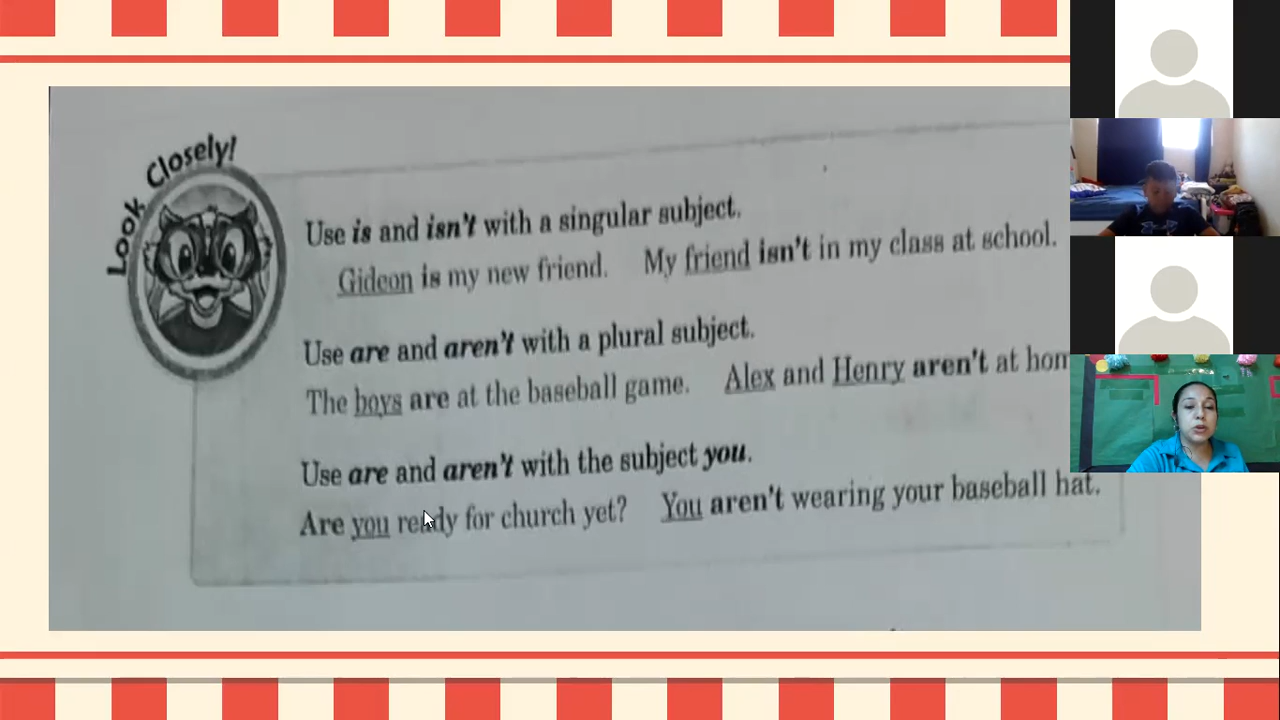 Look Closely!
Use is and isn't with a singular subject.
Gideon is my new friend. My friend isn't in my class at school.
Use are and aren't with a plural subject.
The boys are at the baseball game. Alex and Henry aren't at hom
Use are and aren't with the subject you.
Are you ready for church yet? You aren't wearing your baseball hat.